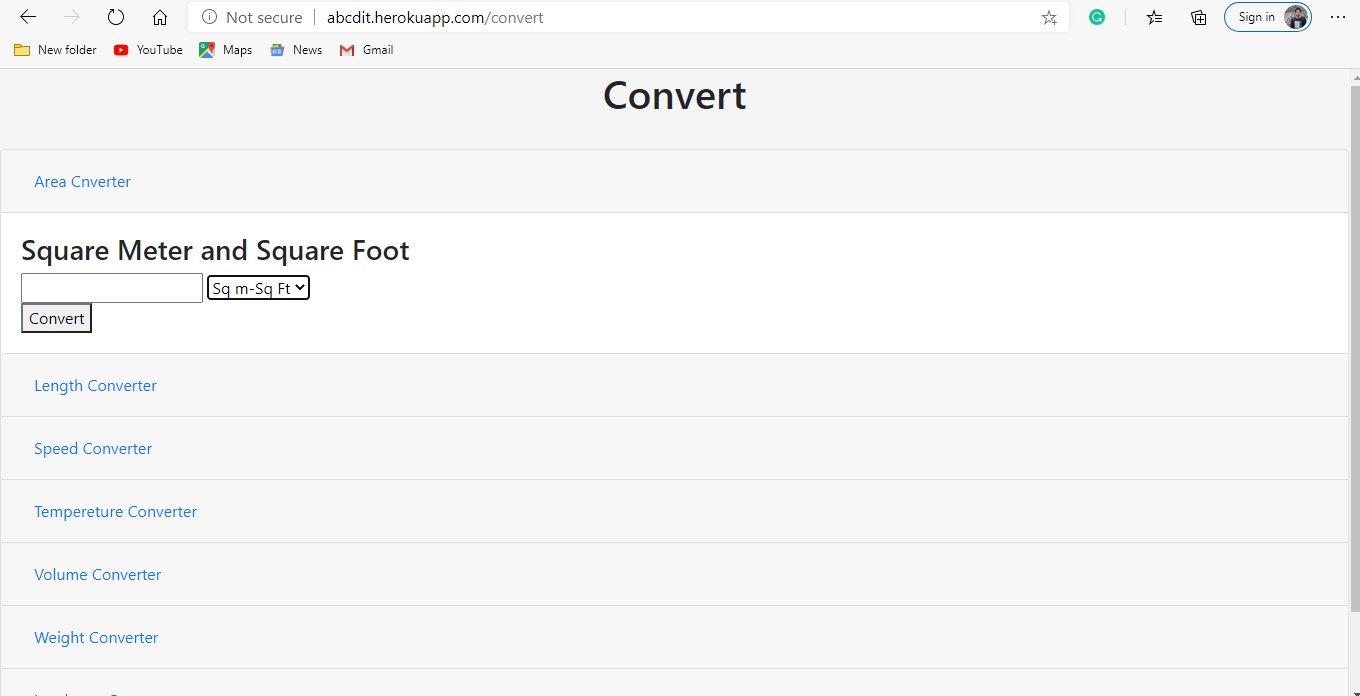 Not secure abcdit.herokuapp.com/convert Sign in
New folder YouTube Maps News Gmail
Convert
Area Cnverter
Square Meter and Square Foot
Sq m-Sq Ft
Convert
Length Converter
Speed Converter
Tempereture Converter
Volume Converter
Weight Converter